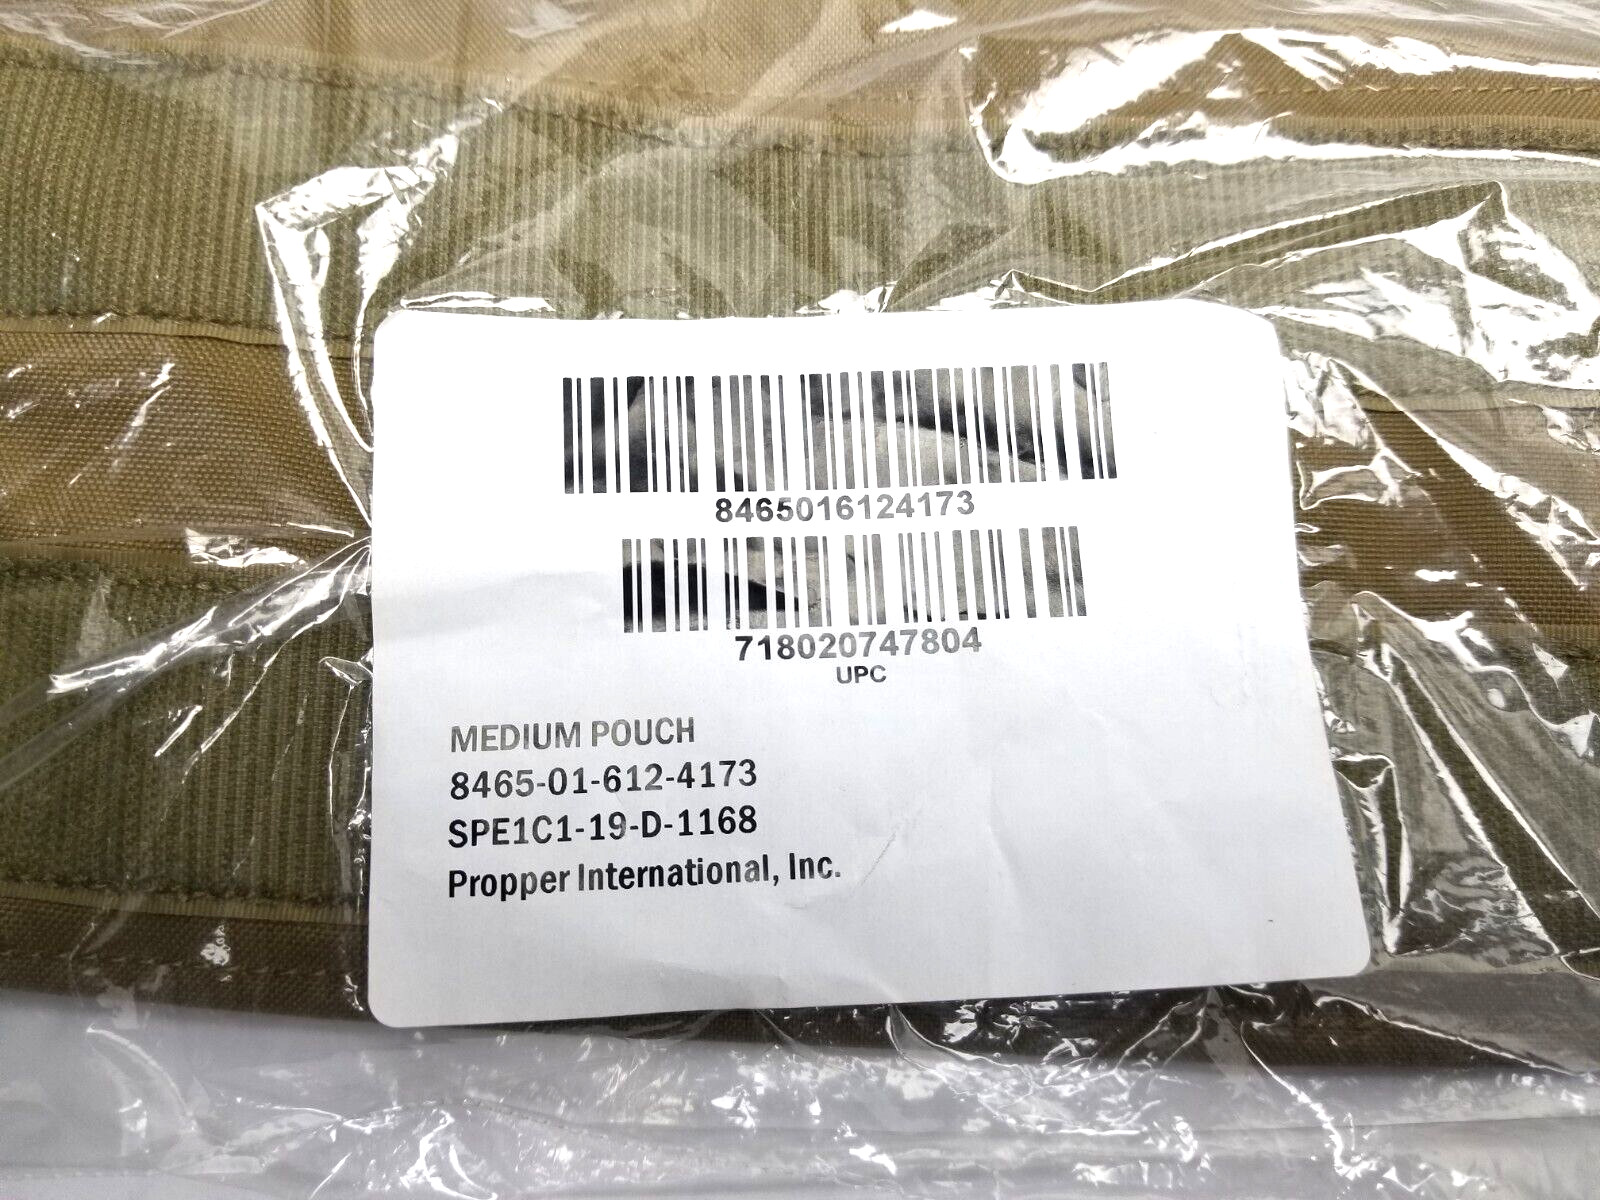 8465016124173
718020747804
UPC
MEDIUM POUCH
8465-01-612-4173
SPE1C1-19-D-1168
Propper International, Inc.